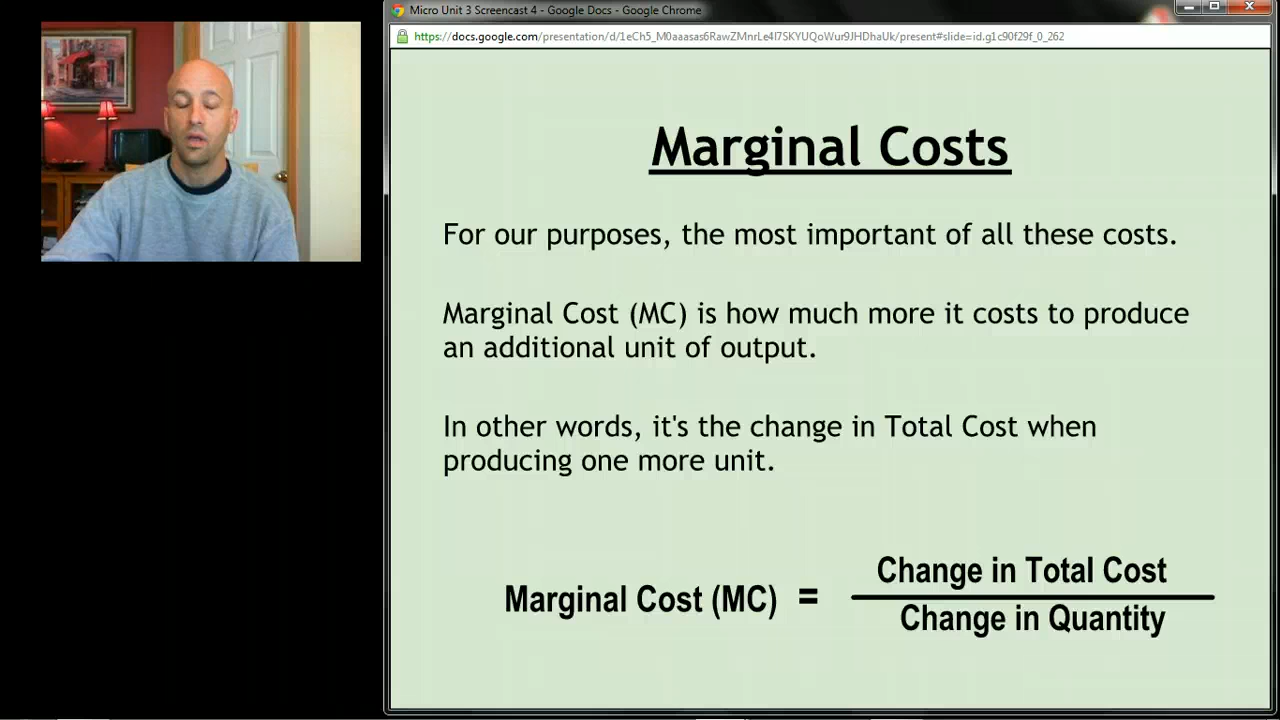 Micro Unit 3 Screencast 4 - Google Docs - Google Chrome
https://docs.google.com/presentation/d/1eCh5_M0aaasas6RawZMnrLe4l7SKYUQoWur9JHDhaUk/present#slide=id.g1c90f29f_0_262
Marginal Costs
For our purposes, the most important of all these costs.
Marginal Cost (MC) is how much more it costs to produce
an additional unit of output.
In other words, it's the change in Total Cost when
producing one more unit.
Change in Total Cost
Marginal Cost (MC) =
Change in Quantity